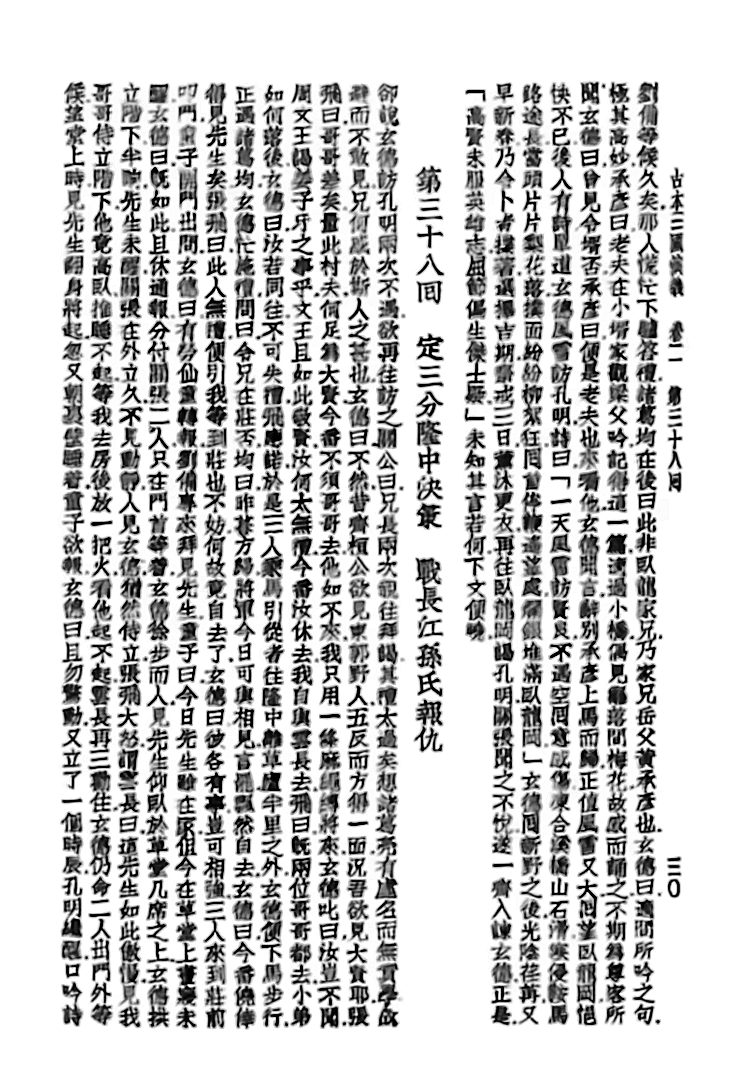 古本三國演義　卷二　第三十八回　三一〇
劉備等候久矣那人慌忙下驢答禮諸葛均在後曰此非臥龍家兄乃家兄岳父黃承彥也玄德曰適間所吟之句
極其高妙承彥曰老夫在小壻家觀梁父吟記得這一篇適過小橋偶見籬落間梅花故感而誦之不期爲尊客所
聞玄德曰曾見令壻否承彥曰便是老夫也來看他玄德聞言辭別承彥上馬而歸正值風雪又大回望臥龍岡悒
怏不已後人有詩單道玄德風雪訪孔明詩曰「一天風雪訪賢良不遇空回意感傷凍合溪橋山石滑寒侵鞍馬
路途長當頭片片梨花落撲面紛紛柳絮狂回首停鞭遙望處爛銀堆滿臥龍岡」玄德回新野之後光陰荏苒又
早新春乃令卜者揲蓍選擇吉期齋戒三日薰沐更衣再往臥龍岡謁孔明關張聞之不悅遂一齊入諫玄德正是
「高賢未服英雄志屈節偏生傑士疑」未知其言若何下文便曉
第三十八回　定三分隆中決策　戰長江孫氏報仇
卻說玄德訪孔明兩次不遇欲再往訪之關公曰兄長兩次親往拜謁其禮太過矣想諸葛亮有虛名而無實學故
避而不敢見兄何惑於斯人之甚也玄德曰不然昔齊桓公欲見東郭野人五反而方得一面況吾欲見大賢耶張
飛曰哥哥差矣量此村夫何足爲大賢今番不須哥哥去他如不來我只用一條麻繩縛將來玄德叱曰汝豈不聞
周文王謁姜子牙之事乎文王且如此敬賢汝何太無禮今番汝休去我自與雲長去飛曰旣兩位哥哥都去小弟
如何落後玄德曰汝若同往不可失禮飛應諾於是三人乘馬引從者往隆中離草廬半里之外玄德便下馬步行
正遇諸葛均玄德忙施禮問曰令兄在莊否均曰昨暮方歸將軍今日可與相見言罷飄然自去玄德曰今番僥倖
得見先生矣張飛曰此人無禮便引我等到莊也不妨何故竟自去了玄德曰彼各有事豈可相強三人來到莊前
叩門童子開門出問玄德曰有勞仙童轉報劉備專來拜見先生童子曰今日先生雖在家但今在草堂上晝寢未
醒玄德曰旣如此且休通報分付關張二人只在門首等着玄德徐步而入見先生仰臥於草堂几席之上玄德拱
立階下半晌先生未醒關張在外立久不見動靜入見玄德猶然侍立張飛大怒謂雲長曰這先生如此傲慢見我
哥哥侍立階下他竟高臥推睡不起等我去房後放一把火看他起不起雲長再三勸住玄德仍命二人出門外等
候望堂上時見先生翻身將起忽又朝裏壁睡着童子欲報玄德曰且勿驚動又立了一個時辰孔明纔醒口吟詩